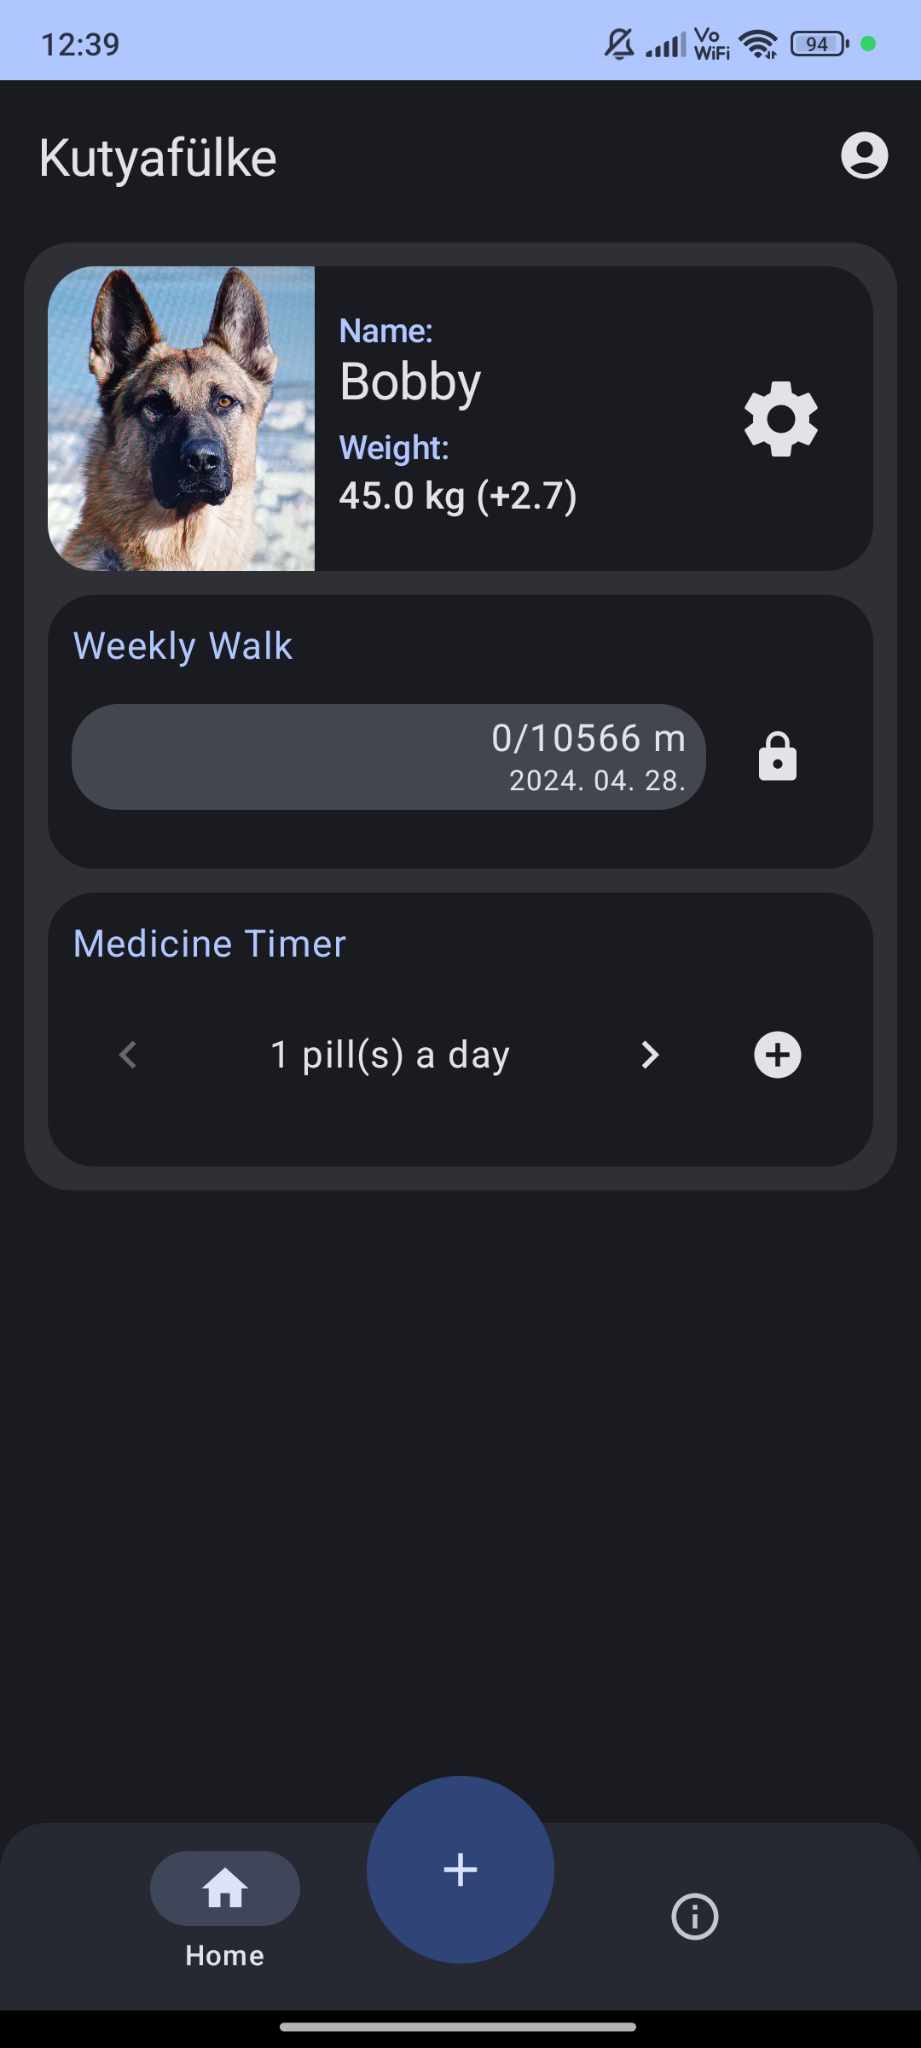 12:39
Vo
WiFi
94
Kutyafülke
Name:
Bobby
Weight:
45.0 kg (+2.7)
Weekly Walk
0/10566 m
2024. 04. 28.
Medicine Timer
1 pill(s) a day
Home